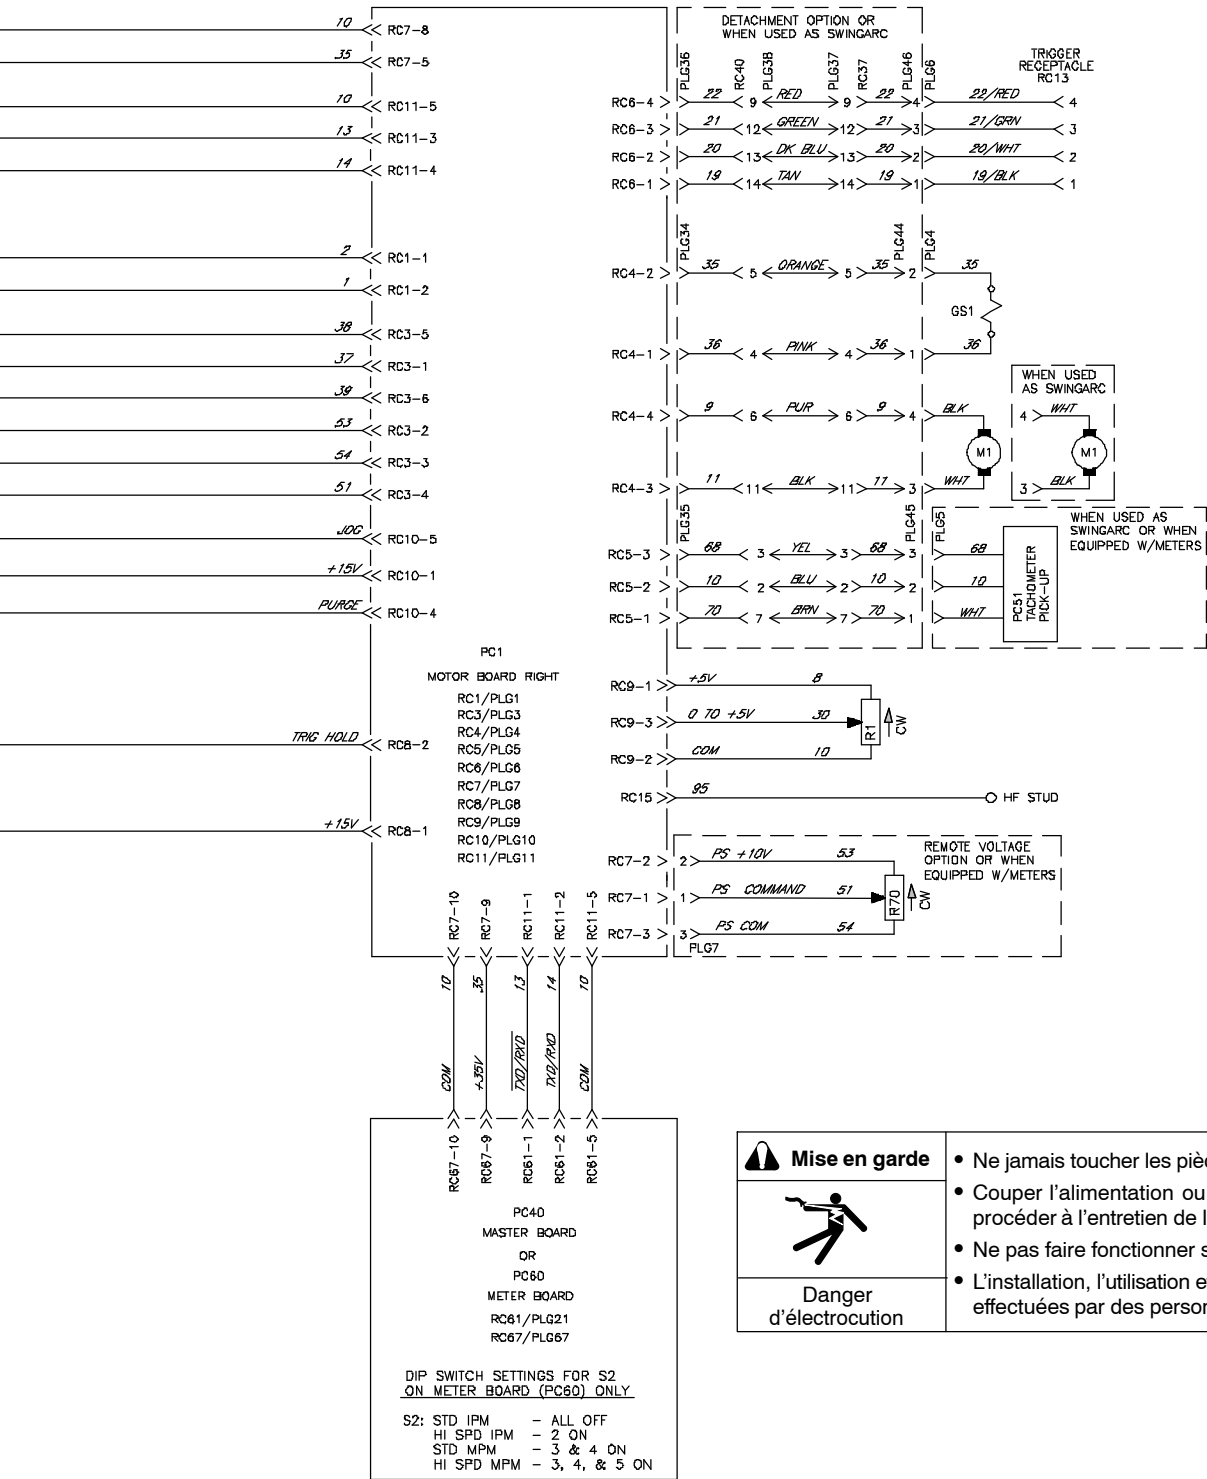 10 RC7-8
35 RC7-5
10 RC11-5
13 RC11-3
14 RC11-4
2 RC1-1
1 RC1-2
38 RC3-5
37 RC3-1
39 RC3-6
53 RC3-2
54 RC3-3
51 RC3-4
JOG RC10-5
+15V RC10-1
PURGE RC10-4
TRIG HOLD RC8-2
+15V RC8-1
PC1
MOTOR BOARD RIGHT
RC1/PLG1
RC3/PLG3
RC4/PLG4
RC5/PLG5
RC6/PLG6
RC7/PLG7
RC8/PLG8
RC9/PLG9
RC10/PLG10
RC11/PLG11
DETACHMENT OPTION OR
WHEN USED AS SWINGARC
PLG36 RC40 PLG38 PLG37 RC37 PLG46 PLG6
TRIGGER
RECEPTACLE
RC13
RC6-4 22 9 RED 9 22 4 22/RED 4
RC6-3 21 12 GREEN 12 21 3 21/GRN 3
RC6-2 20 13 DK BLU 13 20 2 20/WHT 2
RC6-1 19 14 TAN 14 19 1 19/BLK 1
PLG34 PLG44 PLG4
RC4-2 35 5 ORANGE 5 35 2 35
GS1
RC4-1 36 4 PINK 4 36 1 36
RC4-4 9 6 PUR 6 9 4 BLK
M1
RC4-3 11 11 BLK 11 11 3 WHT
WHEN USED
AS SWINGARC
4 WHT
M1
3 BLK
PLG35 PLG45 PLG5
RC5-3 68 3 YEL 3 68 3 68
RC5-2 10 2 BLU 2 10 2 10
RC5-1 70 7 BRN 7 70 1 WHT
PC51
TACHOMETER
PICK-UP
WHEN USED AS
SWINGARC OR WHEN
EQUIPPED W/METERS
RC9-1 +5V 8
RC9-3 0 TO +5V 30 R1 CW
RC9-2 COM 10
RC15 95 HF STUD
REMOTE VOLTAGE
OPTION OR WHEN
EQUIPPED W/METERS
RC7-2 2 PS +10V 53
RC7-1 1 PS COMMAND 51 R70 CW
RC7-3 3 PS COM 54
PLG7
RC7-10 RC7-9 RC11-1 RC11-2 RC11-5
10 35 13 14 10
COM +35V TXD/RXD TXD/RXD COM
RC67-10 RC67-9 RC61-1 RC61-2 RC61-5
PC40
MASTER BOARD
OR
PC60
METER BOARD
RC61/PLG21
RC67/PLG67
DIP SWITCH SETTINGS FOR S2
ON METER BOARD (PC60) ONLY
S2: STD IPM - ALL OFF
HI SPD IPM - 2 ON
STD MPM - 3 & 4 ON
HI SPD MPM - 3, 4, & 5 ON
Mise en garde
Danger
d'électrocution
• Ne jamais toucher les piè
• Couper l'alimentation ou
procéder à l'entretien de l
• Ne pas faire fonctionner s
• L'installation, l'utilisation e
effectuées par des person